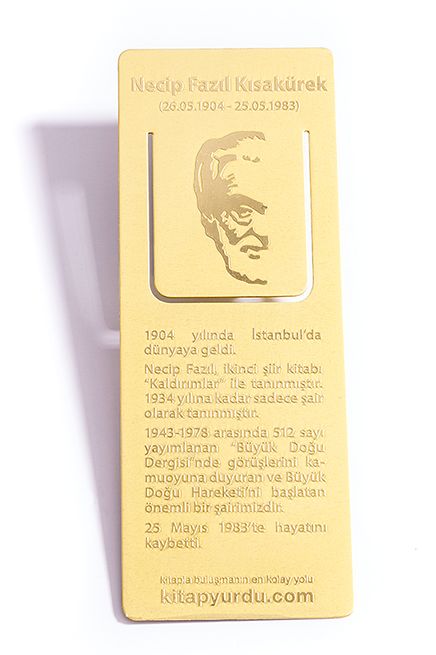 Necip Fazıl Kısakürek
(26.05.1904 - 25.05.1983)
1904 yılında İstanbul'da
dünyaya geldi.
Necip Fazıl, ikinci şiir kitabı
"Kaldırımlar" ile tanınmıştır.
1934 yılına kadar sadece şair
olarak tanınmıştır.
1943-1978 arasında 512 sayı
yayımlanan "Büyük Doğu
Dergisi"nde görüşlerini ka-
muoyuna duyuran ve Büyük
Doğu Hareketi'ni başlatan
önemli bir şairimizdir.
25 Mayıs 1983'te hayatını
kaybetti.
kitapla buluşmanın en kolay yolu
kitapyurdu.com